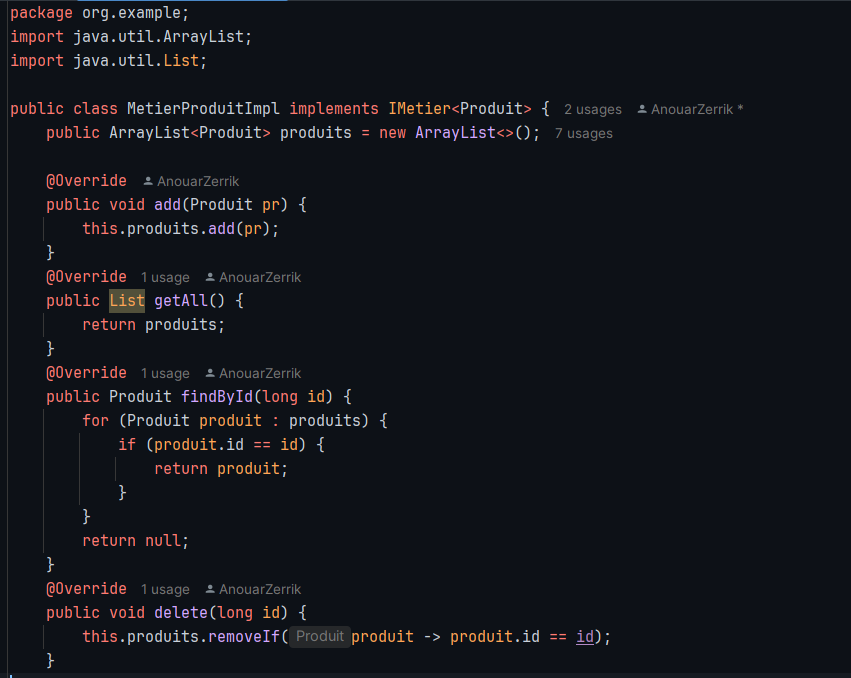 package org.example;
import java.util.ArrayList;
import java.util.List;
public class MetierProduitImpl implements IMetier<Produit> { 2 usages AnouarZerrik *
    public ArrayList<Produit> produits = new ArrayList<>(); 7 usages
    @Override AnouarZerrik
    public void add(Produit pr) {
        this.produits.add(pr);
    }
    @Override 1 usage AnouarZerrik
    public List getAll() {
        return produits;
    }
    @Override 1 usage AnouarZerrik
    public Produit findById(long id) {
        for (Produit produit : produits) {
            if (produit.id == id) {
                return produit;
            }
        }
        return null;
    }
    @Override 1 usage AnouarZerrik
    public void delete(long id) {
        this.produits.removeIf( Produit produit -> produit.id == id);
    }